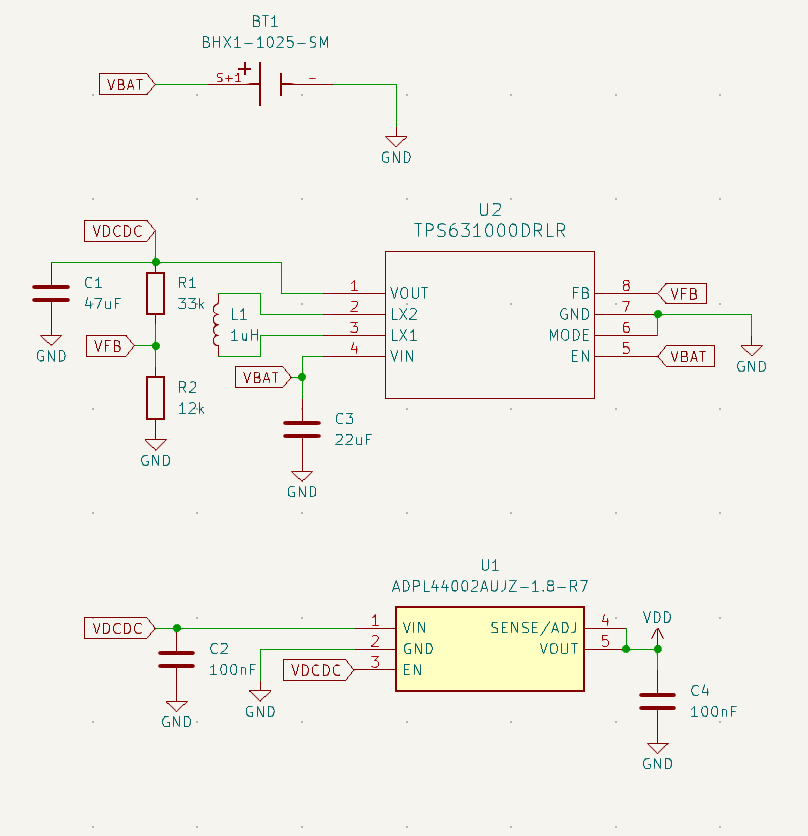 BT1
BHX1-1025-SM
VBAT
S+1
+
-
GND
VDCDC
C1
47uF
GND
R1
33k
VFB
R2
12k
GND
L1
1uH
VBAT
C3
22uF
GND
U2
TPS631000DRLR
1 VOUT
2 LX2
3 LX1
4 VIN
FB 8
GND 7
MODE 6
EN 5
VFB
VBAT
GND
U1
ADPL44002AUJZ-1.8-R7
VDCDC
C2
100nF
GND
GND
VDCDC
1 VIN
2 GND
3 EN
SENSE/ADJ 4
VOUT 5
VDD
C4
100nF
GND